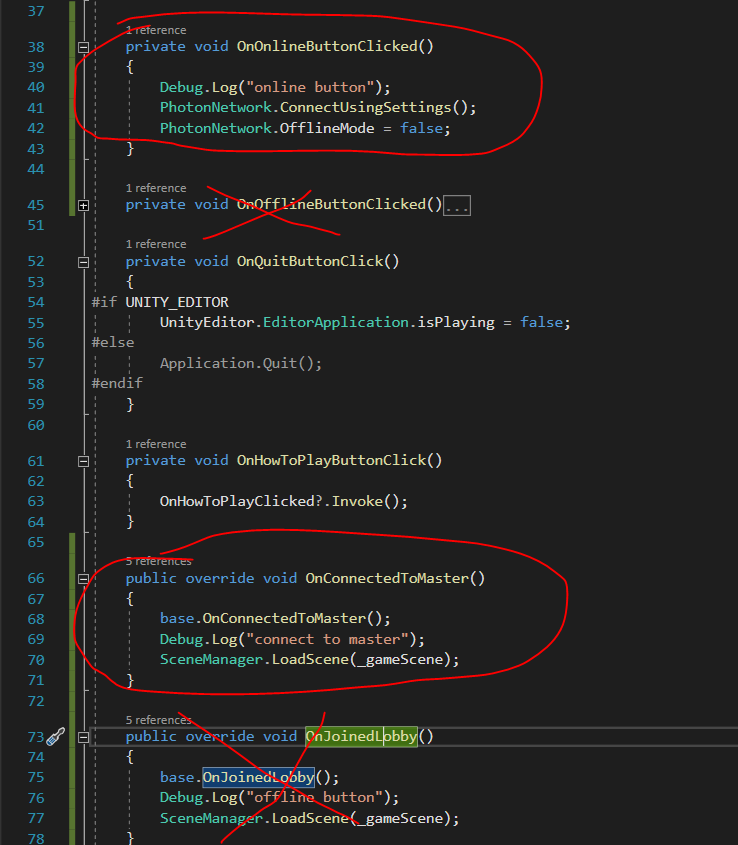 37
1 reference
38 private void OnOnlineButtonClicked()
39 {
40 Debug.Log("online button");
41 PhotonNetwork.ConnectUsingSettings();
42 PhotonNetwork.OfflineMode = false;
43 }
44
1 reference
45 private void OnOfflineButtonClicked()...
51
1 reference
52 private void OnQuitButtonClick()
53 {
54 #if UNITY_EDITOR
55 UnityEditor.EditorApplication.isPlaying = false;
56 #else
57 Application.Quit();
58 #endif
59 }
60
1 reference
61 private void OnHowToPlayButtonClick()
62 {
63 OnHowToPlayClicked?.Invoke();
64 }
65
5 references
66 public override void OnConnectedToMaster()
67 {
68 base.OnConnectedToMaster();
69 Debug.Log("connect to master");
70 SceneManager.LoadScene(_gameScene);
71 }
72
5 references
73 public override void OnJoinedLobby()
74 {
75 base.OnJoinedLobby();
76 Debug.Log("offline button");
77 SceneManager.LoadScene(_gameScene);
78 }